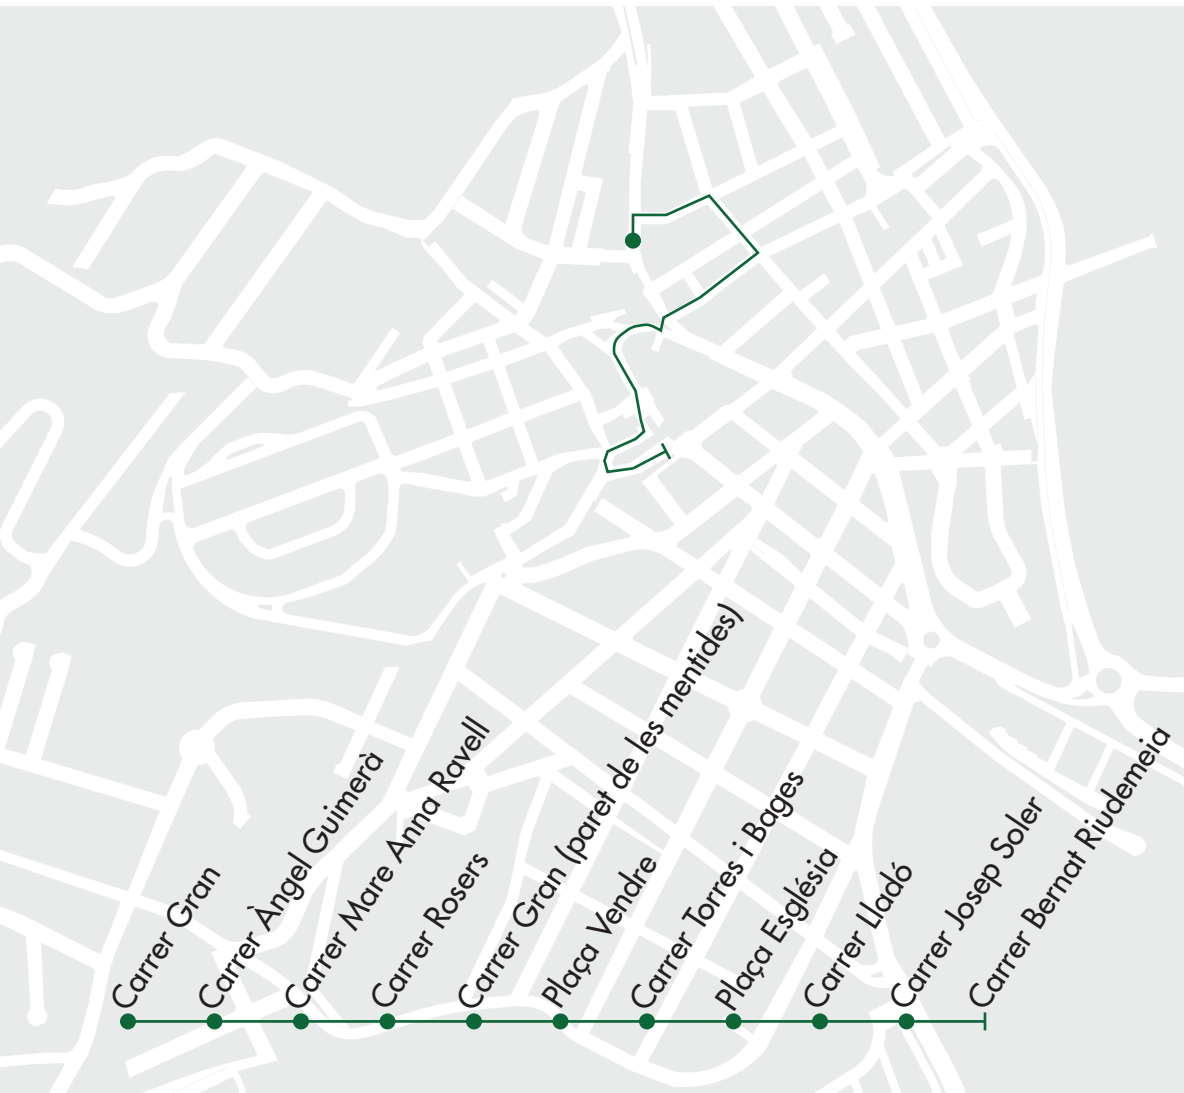 Carrer Gran
Carrer Àngel Guimerà
Carrer Mare Anna Ravell
Carrer Rosers
Carrer Gran (paret de les mentides)
Plaça Vendre
Carrer Torres i Bages
Plaça Església
Carrer Lladó
Carrer Josep Soler
Carrer Bernat Riudemeia